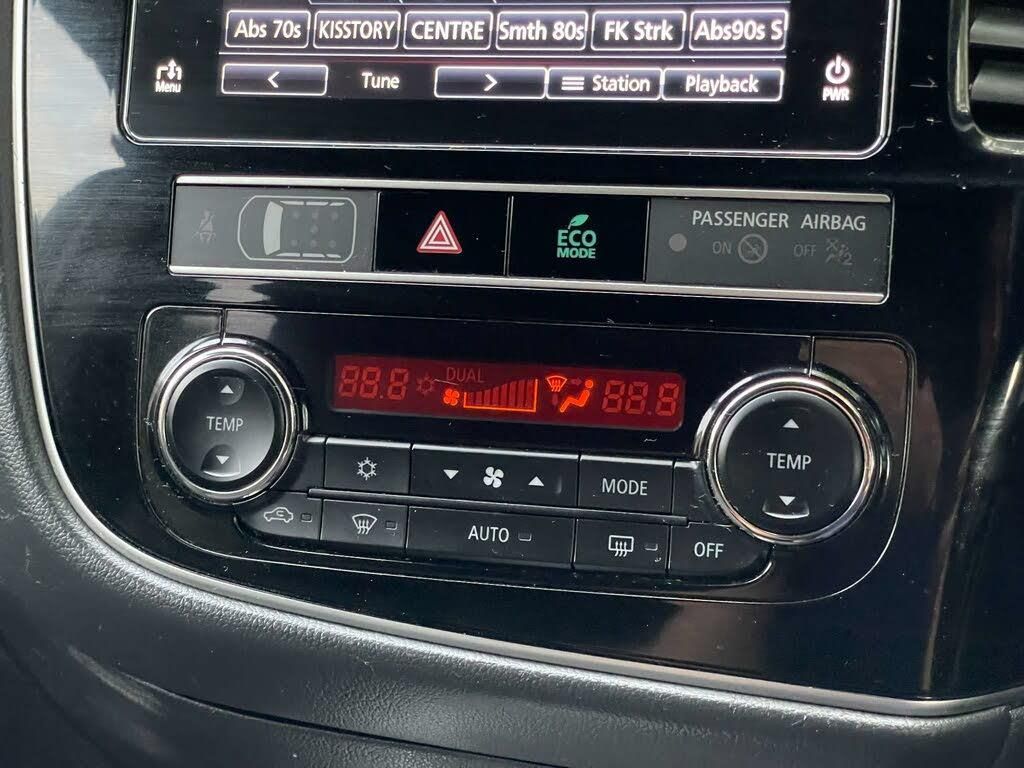 Abs 70s KISSTORY CENTRE Smth 80s FK Strk Abs90s S
Menu < Tune > Station Playback PWR
ECO
MODE
PASSENGER AIRBAG
ON OFF 2
DUAL
88.8 88.8
TEMP
TEMP
MODE
AUTO
OFF